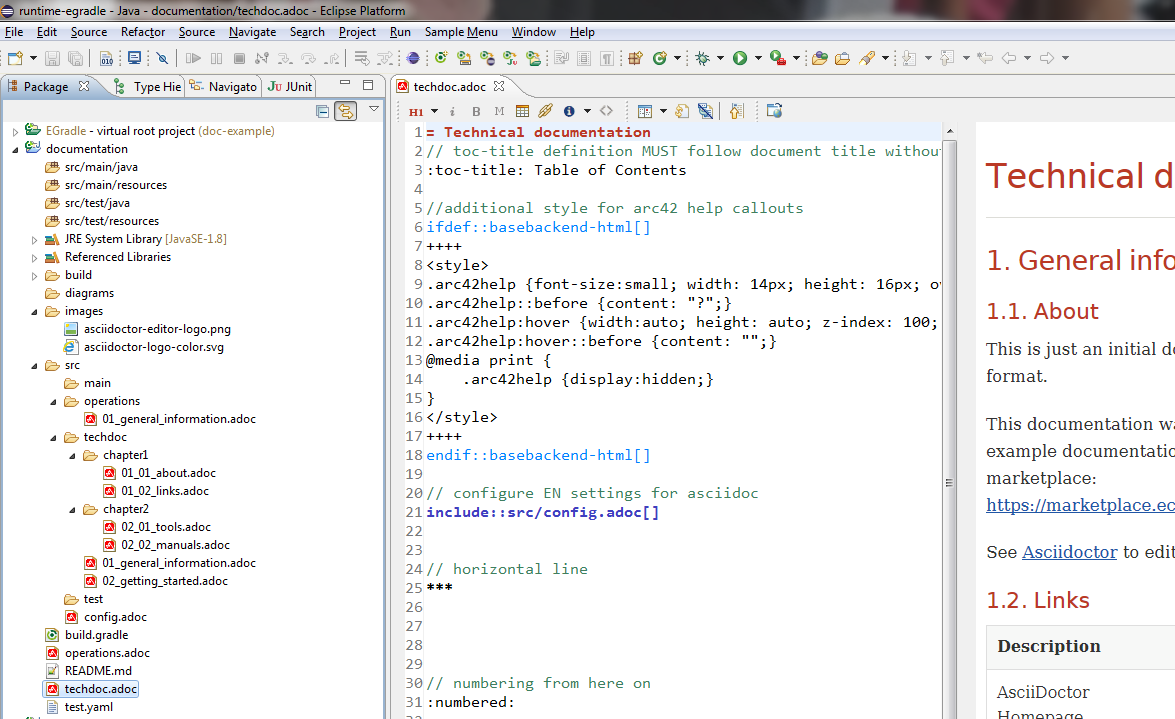 runtime-egradle - Java - documentation/techdoc.adoc - Eclipse Platform
File Edit Source Refactor Source Navigate Search Project Run Sample Menu Window Help
Package Type Hie Navigato JUnit
EGradle - virtual root project (doc-example)
documentation
src/main/java
src/main/resources
src/test/java
src/test/resources
JRE System Library [JavaSE-1.8]
Referenced Libraries
build
diagrams
images
asciidoctor-editor-logo.png
asciidoctor-logo-color.svg
src
main
operations
01_general_information.adoc
techdoc
chapter1
01_01_about.adoc
01_02_links.adoc
chapter2
02_01_tools.adoc
02_02_manuals.adoc
01_general_information.adoc
02_getting_started.adoc
test
config.adoc
build.gradle
operations.adoc
README.md
techdoc.adoc
test.yaml
techdoc.adoc
H1 i B M
1 = Technical documentation
2 // toc-title definition MUST follow document title withou
3 :toc-title: Table of Contents
4
5 //additional style for arc42 help callouts
6 ifdef::basebackend-html[]
7 ++++
8 <style>
9 .arc42help {font-size:small; width: 14px; height: 16px; ov
10 .arc42help::before {content: "?";}
11 .arc42help:hover {width:auto; height: auto; z-index: 100;
12 .arc42help:hover::before {content: "";}
13 @media print {
14 .arc42help {display:hidden;}
15 }
16 </style>
17 ++++
18 endif::basebackend-html[]
19
20 // configure EN settings for asciidoc
21 include::src/config.adoc[]
22
23
24 // horizontal line
25 ***
26
27
28
29
30 // numbering from here on
31 :numbered:
Technical d
1. General info
1.1. About
This is just an initial d
format.
This documentation wa
example documentatio
marketplace:
https://marketplace.ec
See Asciidoctor to edit
1.2. Links
Description
AsciiDoctor
Homepage